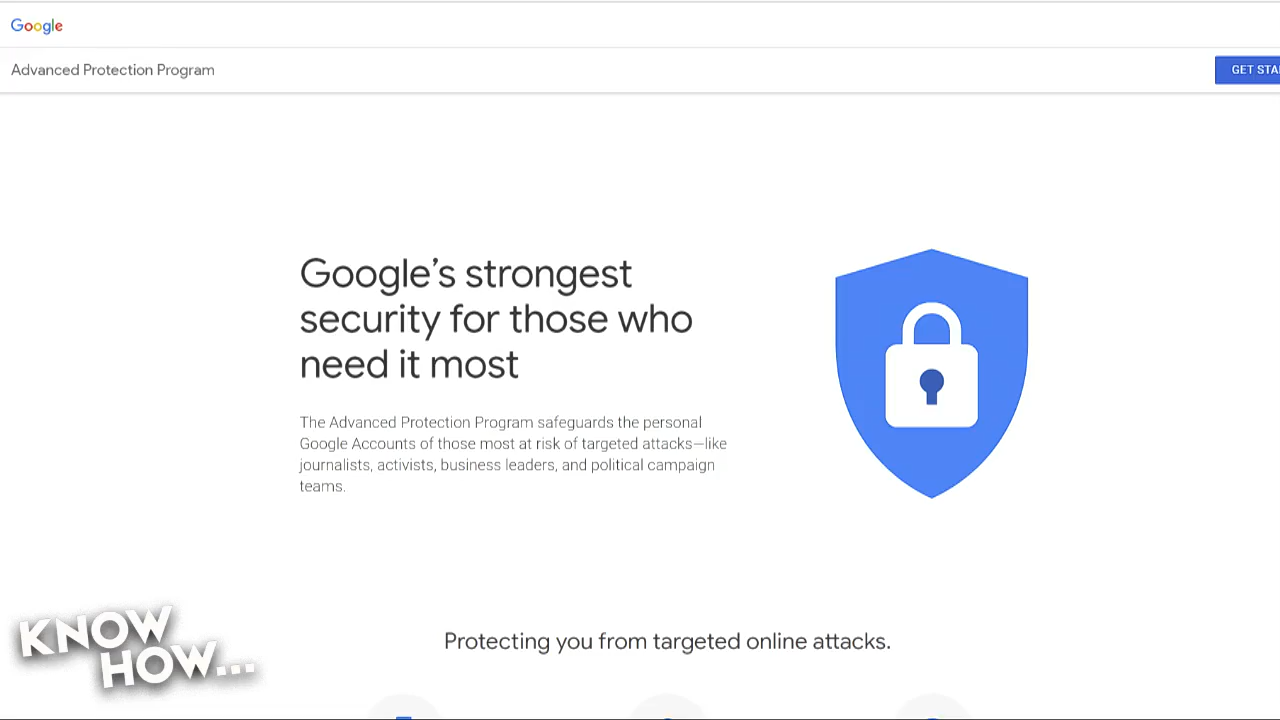 Google
Advanced Protection Program
GET STA
Google’s strongest
security for those who
need it most
The Advanced Protection Program safeguards the personal
Google Accounts of those most at risk of targeted attacks—like
journalists, activists, business leaders, and political campaign
teams.
Protecting you from targeted online attacks.
KNOW
HOW...